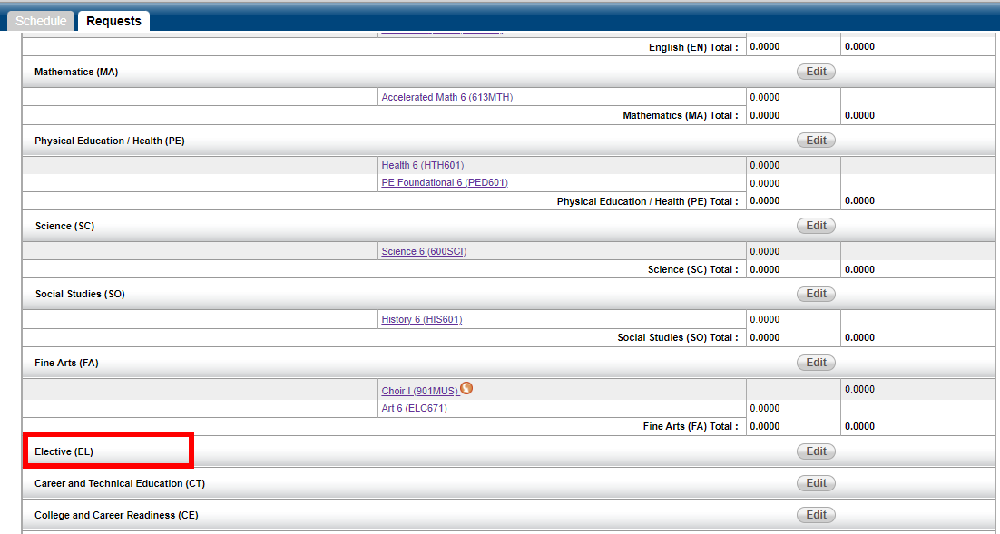 Schedule Requests
English (EN) Total : 0.0000 0.0000
Mathematics (MA) Edit
Accelerated Math 6 (613MTH) 0.0000
Mathematics (MA) Total : 0.0000 0.0000
Physical Education / Health (PE) Edit
Health 6 (HTH601) 0.0000
PE Foundational 6 (PED601) 0.0000
Physical Education / Health (PE) Total : 0.0000 0.0000
Science (SC) Edit
Science 6 (600SCI) 0.0000
Science (SC) Total : 0.0000 0.0000
Social Studies (SO) Edit
History 6 (HIS601) 0.0000
Social Studies (SO) Total : 0.0000 0.0000
Fine Arts (FA) Edit
Choir I (901MUS) 0.0000
Art 6 (ELC671) 0.0000
Fine Arts (FA) Total : 0.0000 0.0000
Elective (EL) Edit
Career and Technical Education (CT) Edit
College and Career Readiness (CE) Edit